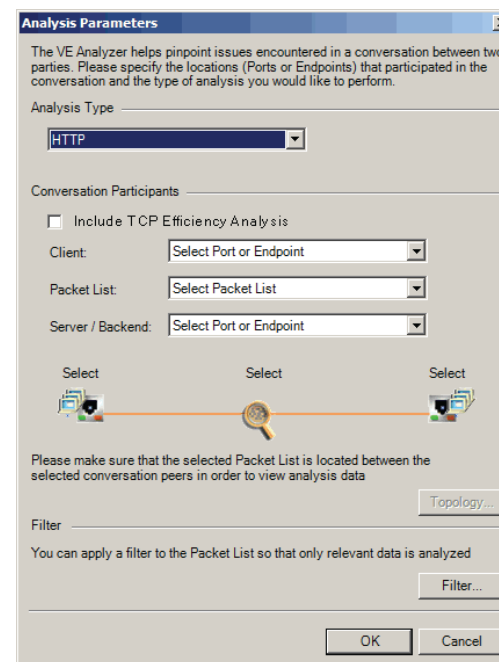 Analysis Parameters
The VE Analyzer helps pinpoint issues encountered in a conversation between two
parties. Please specify the locations (Ports or Endpoints) that participated in the
conversation and the type of analysis you would like to perform.
Analysis Type
HTTP
Conversation Participants
Include TCP Efficiency Analysis
Client: Select Port or Endpoint
Packet List: Select Packet List
Server / Backend: Select Port or Endpoint
Select Select Select
Please make sure that the selected Packet List is located between the
selected conversation peers in order to view analysis data
Topology...
Filter
You can apply a filter to the Packet List so that only relevant data is analyzed
Filter...
OK Cancel